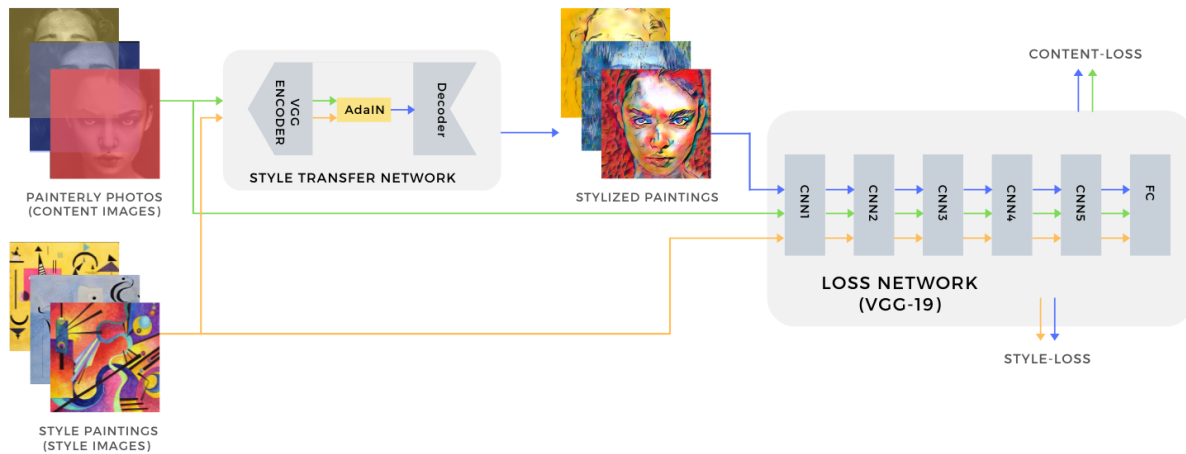 PAINTERLY PHOTOS
(CONTENT IMAGES)
STYLE PAINTINGS
(STYLE IMAGES)
VGG
ENCODER
AdaIN
Decoder
STYLE TRANSFER NETWORK
STYLIZED PAINTINGS
CONTENT-LOSS
CNN1
CNN2
CNN3
CNN4
CNN5
FC
LOSS NETWORK
(VGG-19)
STYLE-LOSS